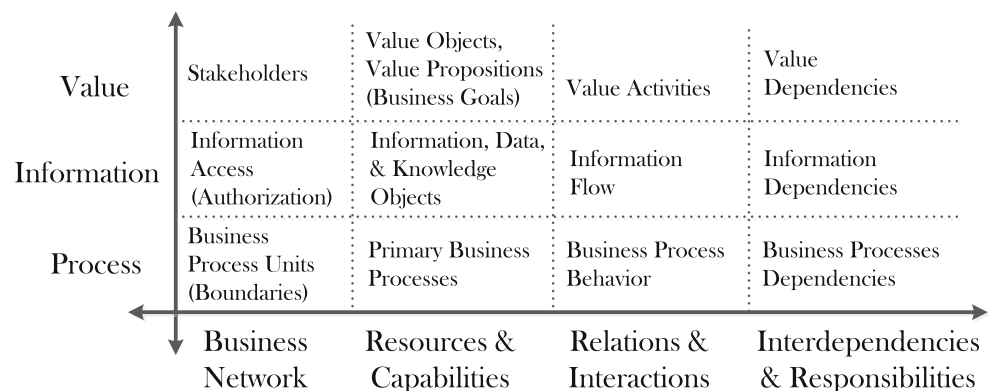 Value
Stakeholders
Value Objects,
Value Propositions
(Business Goals)
Value Activities
Value
Dependencies
Information
Information
Access
(Authorization)
Information, Data,
& Knowledge
Objects
Information
Flow
Information
Dependencies
Process
Business
Process Units
(Boundaries)
Primary Business
Processes
Business Process
Behavior
Business Processes
Dependencies
Business
Network
Resources &
Capabilities
Relations &
Interactions
Interdependencies
& Responsibilities